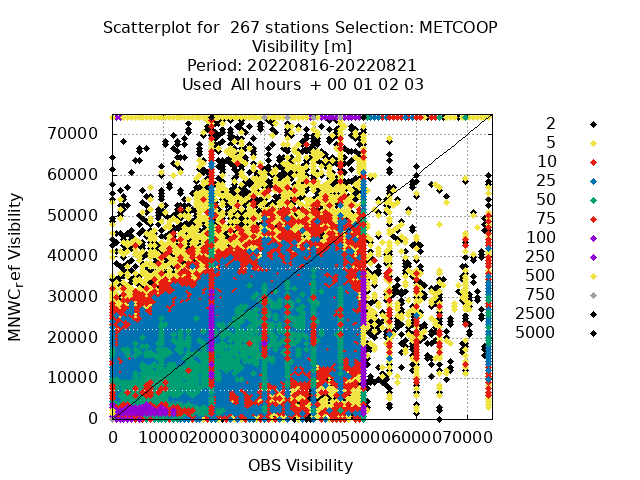 Scatterplot for  267 stations Selection: METCOOP
Visibility [m]
Period: 20220816-20220821
Used  All hours  + 00 01 02 03
MNWC_ref Visibility
70000
60000
50000
40000
30000
20000
10000
0
0 10000 20000 30000 40000 50000 60000 70000
OBS Visibility
2
5
10
25
50
75
100
250
500
750
2500
5000